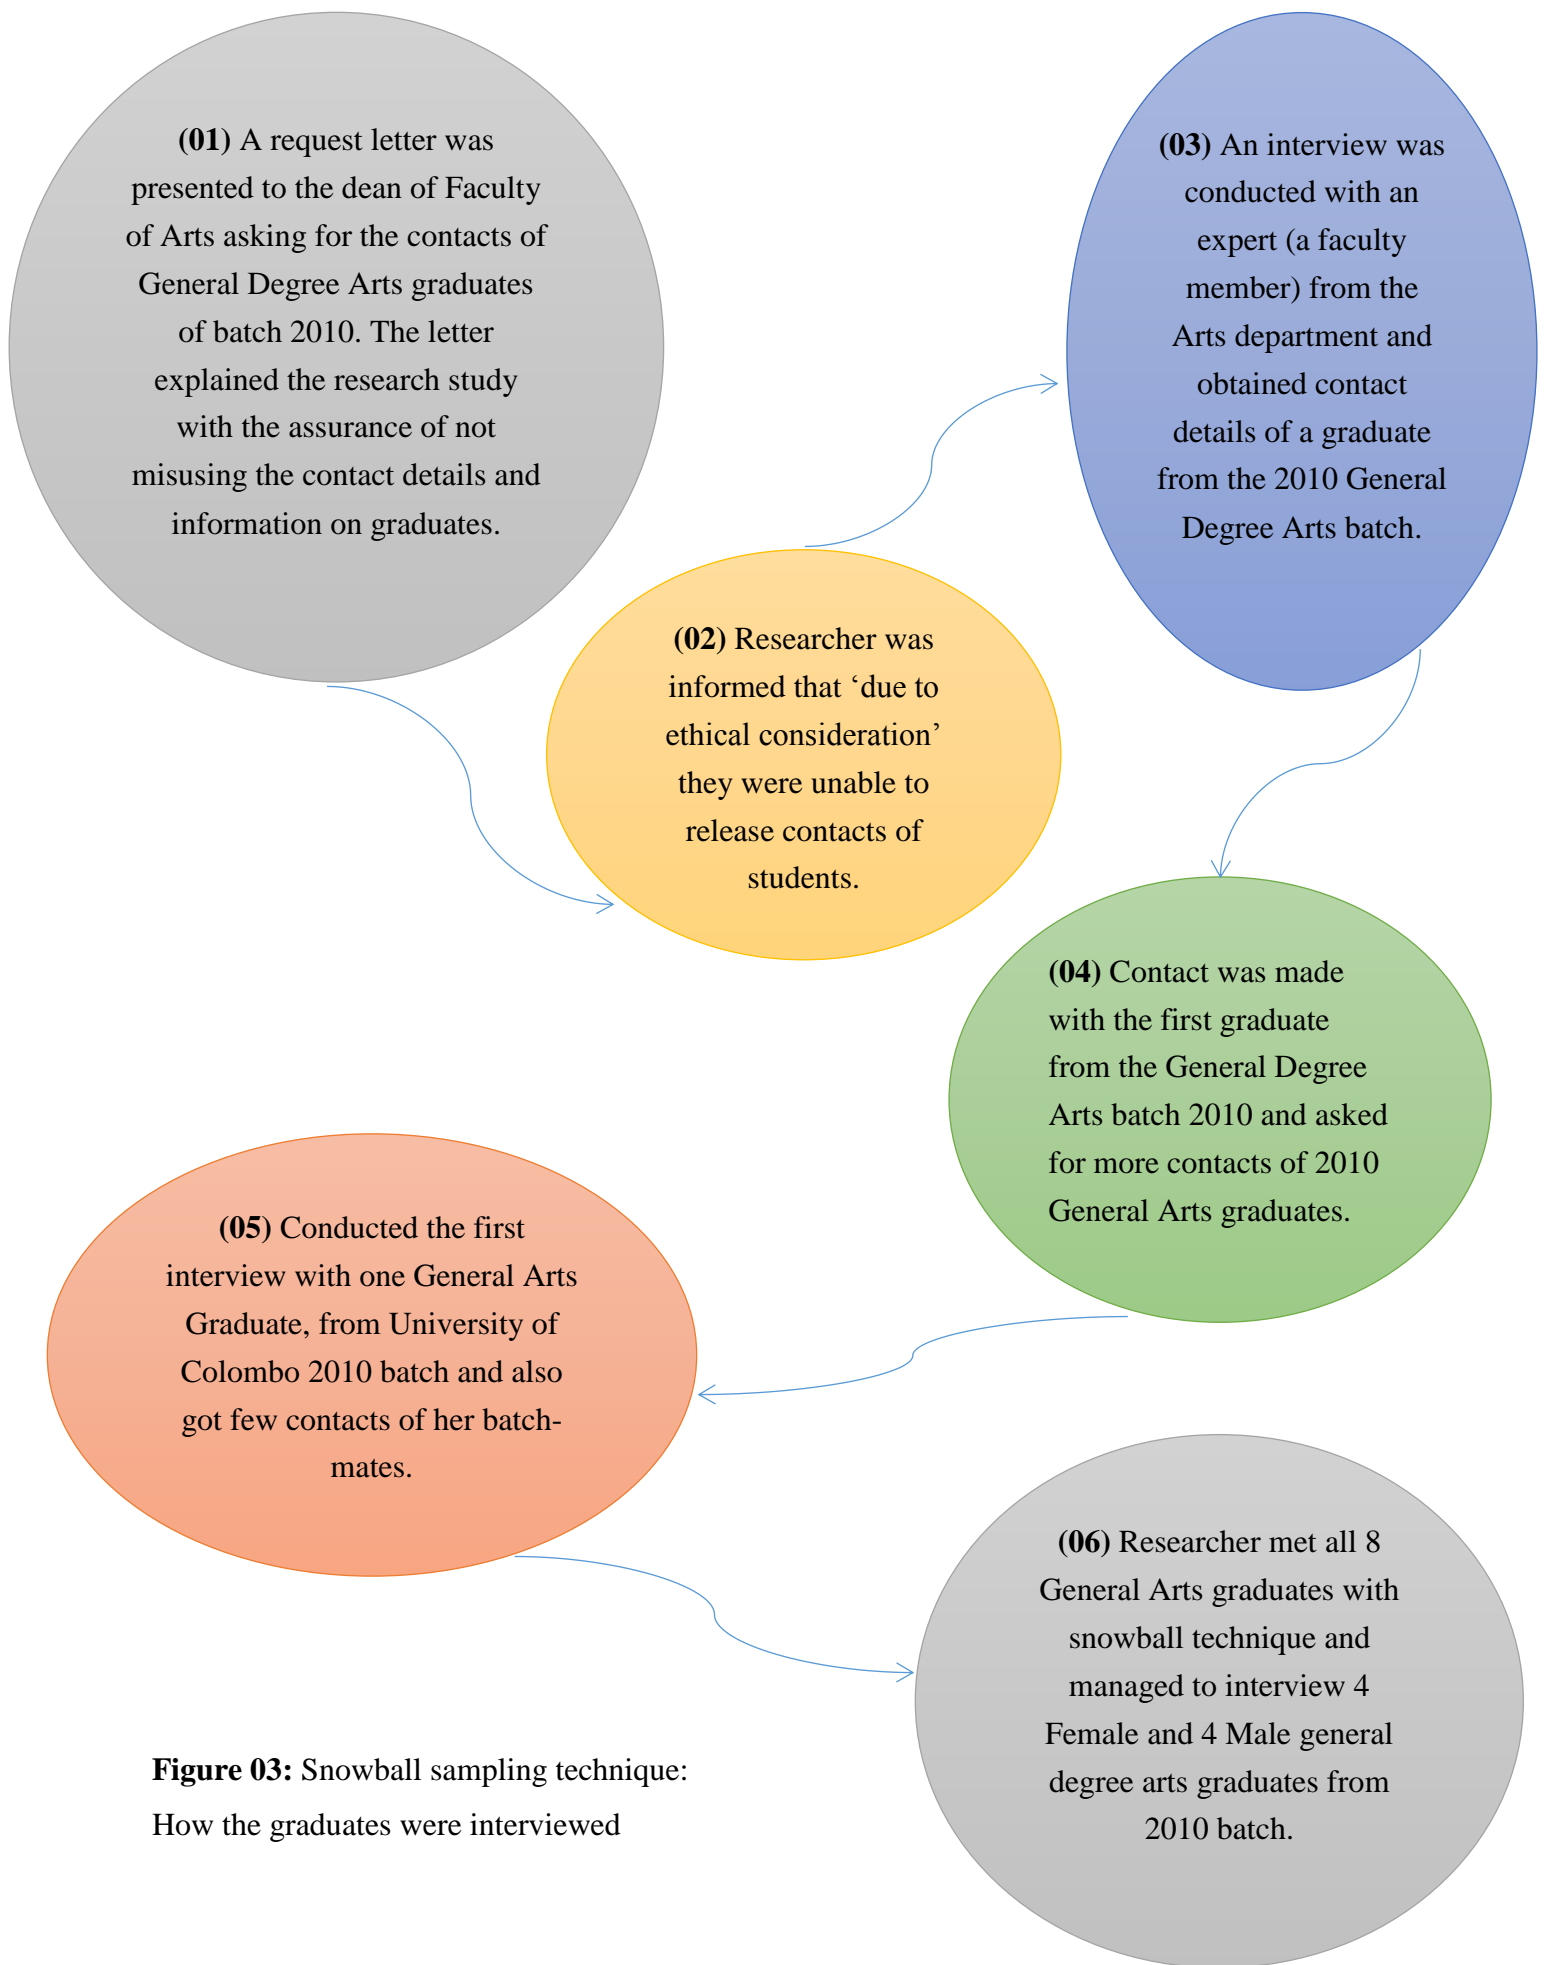 (01) A request letter was
presented to the dean of Faculty
of Arts asking for the contacts of
General Degree Arts graduates
of batch 2010. The letter
explained the research study
with the assurance of not
misusing the contact details and
information on graduates.
(02) Researcher was
informed that ‘due to
ethical consideration’
they were unable to
release contacts of
students.
(03) An interview was
conducted with an
expert (a faculty
member) from the
Arts department and
obtained contact
details of a graduate
from the 2010 General
Degree Arts batch.
(04) Contact was made
with the first graduate
from the General Degree
Arts batch 2010 and asked
for more contacts of 2010
General Arts graduates.
(05) Conducted the first
interview with one General Arts
Graduate, from University of
Colombo 2010 batch and also
got few contacts of her batch-
mates.
(06) Researcher met all 8
General Arts graduates with
snowball technique and
managed to interview 4
Female and 4 Male general
degree arts graduates from
2010 batch.
Figure 03: Snowball sampling technique:
How the graduates were interviewed